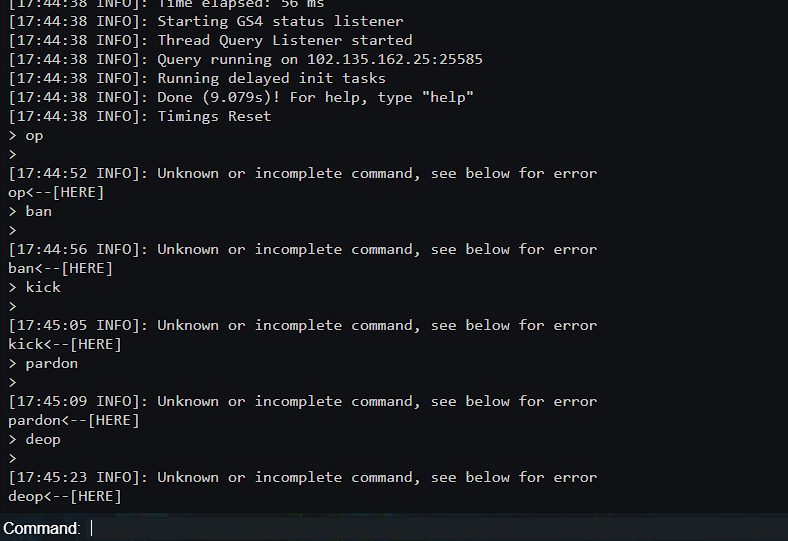 [17:44:38 INFO]: Time elapsed: 56 ms
[17:44:38 INFO]: Starting GS4 status listener
[17:44:38 INFO]: Thread Query Listener started
[17:44:38 INFO]: Query running on 102.135.162.25:25585
[17:44:38 INFO]: Running delayed init tasks
[17:44:38 INFO]: Done (9.079s)! For help, type "help"
[17:44:38 INFO]: Timings Reset
> op
>
[17:44:52 INFO]: Unknown or incomplete command, see below for error
op<--[HERE]
> ban
>
[17:44:56 INFO]: Unknown or incomplete command, see below for error
ban<--[HERE]
> kick
>
[17:45:05 INFO]: Unknown or incomplete command, see below for error
kick<--[HERE]
> pardon
>
[17:45:09 INFO]: Unknown or incomplete command, see below for error
pardon<--[HERE]
> deop
>
[17:45:23 INFO]: Unknown or incomplete command, see below for error
deop<--[HERE]
Command: